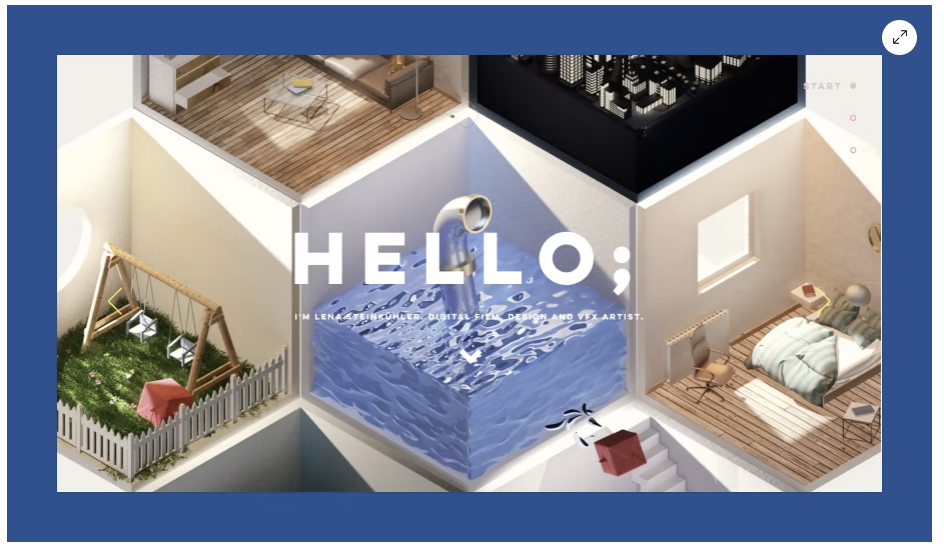 START
HELLO;
I'M LENA STEINKÜHLER. DIGITAL FILM, DESIGN AND VFX ARTIST.